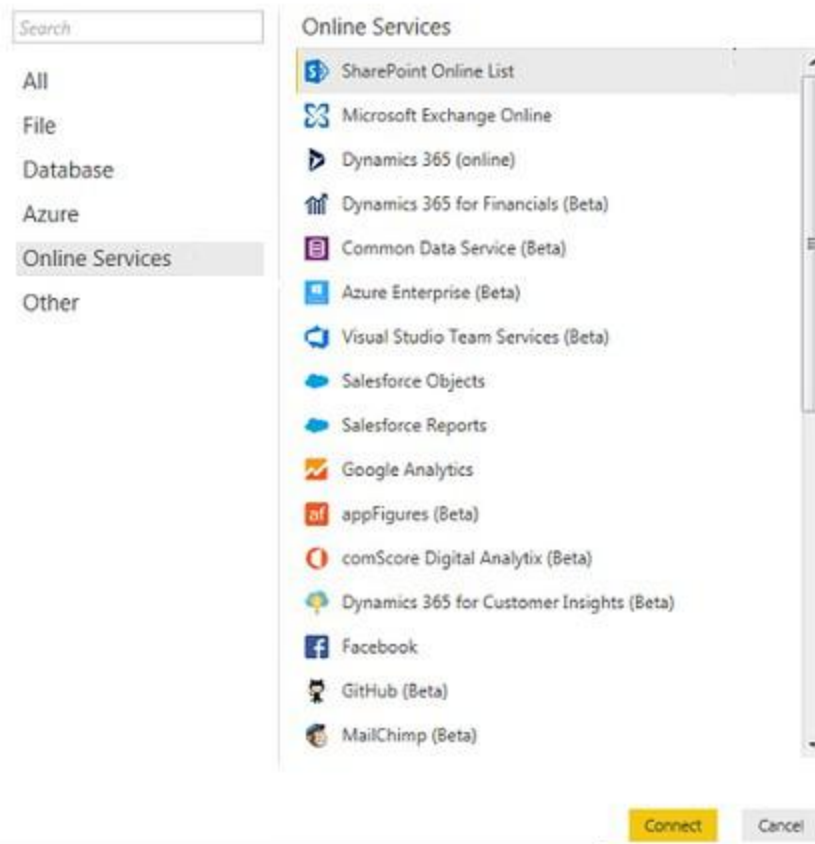 Search
All
File
Database
Azure
Online Services
Other
Online Services
SharePoint Online List
Microsoft Exchange Online
Dynamics 365 (online)
Dynamics 365 for Financials (Beta)
Common Data Service (Beta)
Azure Enterprise (Beta)
Visual Studio Team Services (Beta)
Salesforce Objects
Salesforce Reports
Google Analytics
af appFigures (Beta)
comScore Digital Analytix (Beta)
Dynamics 365 for Customer Insights (Beta)
Facebook
GitHub (Beta)
MailChimp (Beta)
Connect Cancel